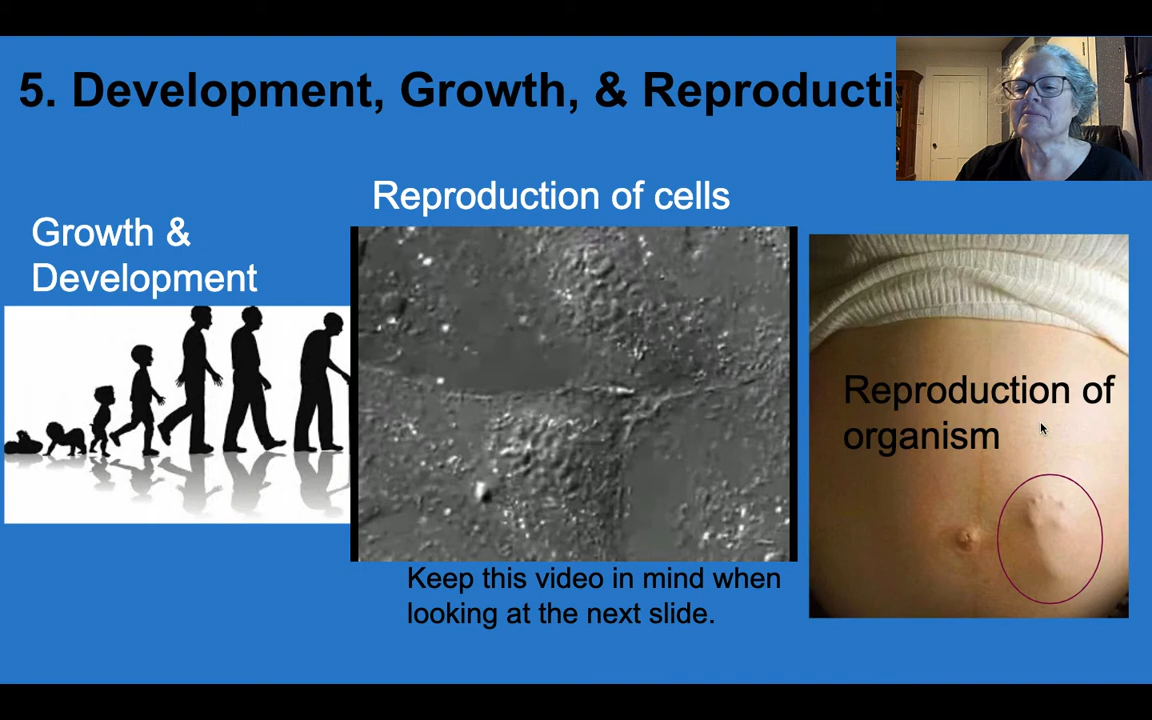 5. Development, Growth, & Reproducti
Reproduction of cells
Growth &
Development
Reproduction of
organism
Keep this video in mind when
looking at the next slide.